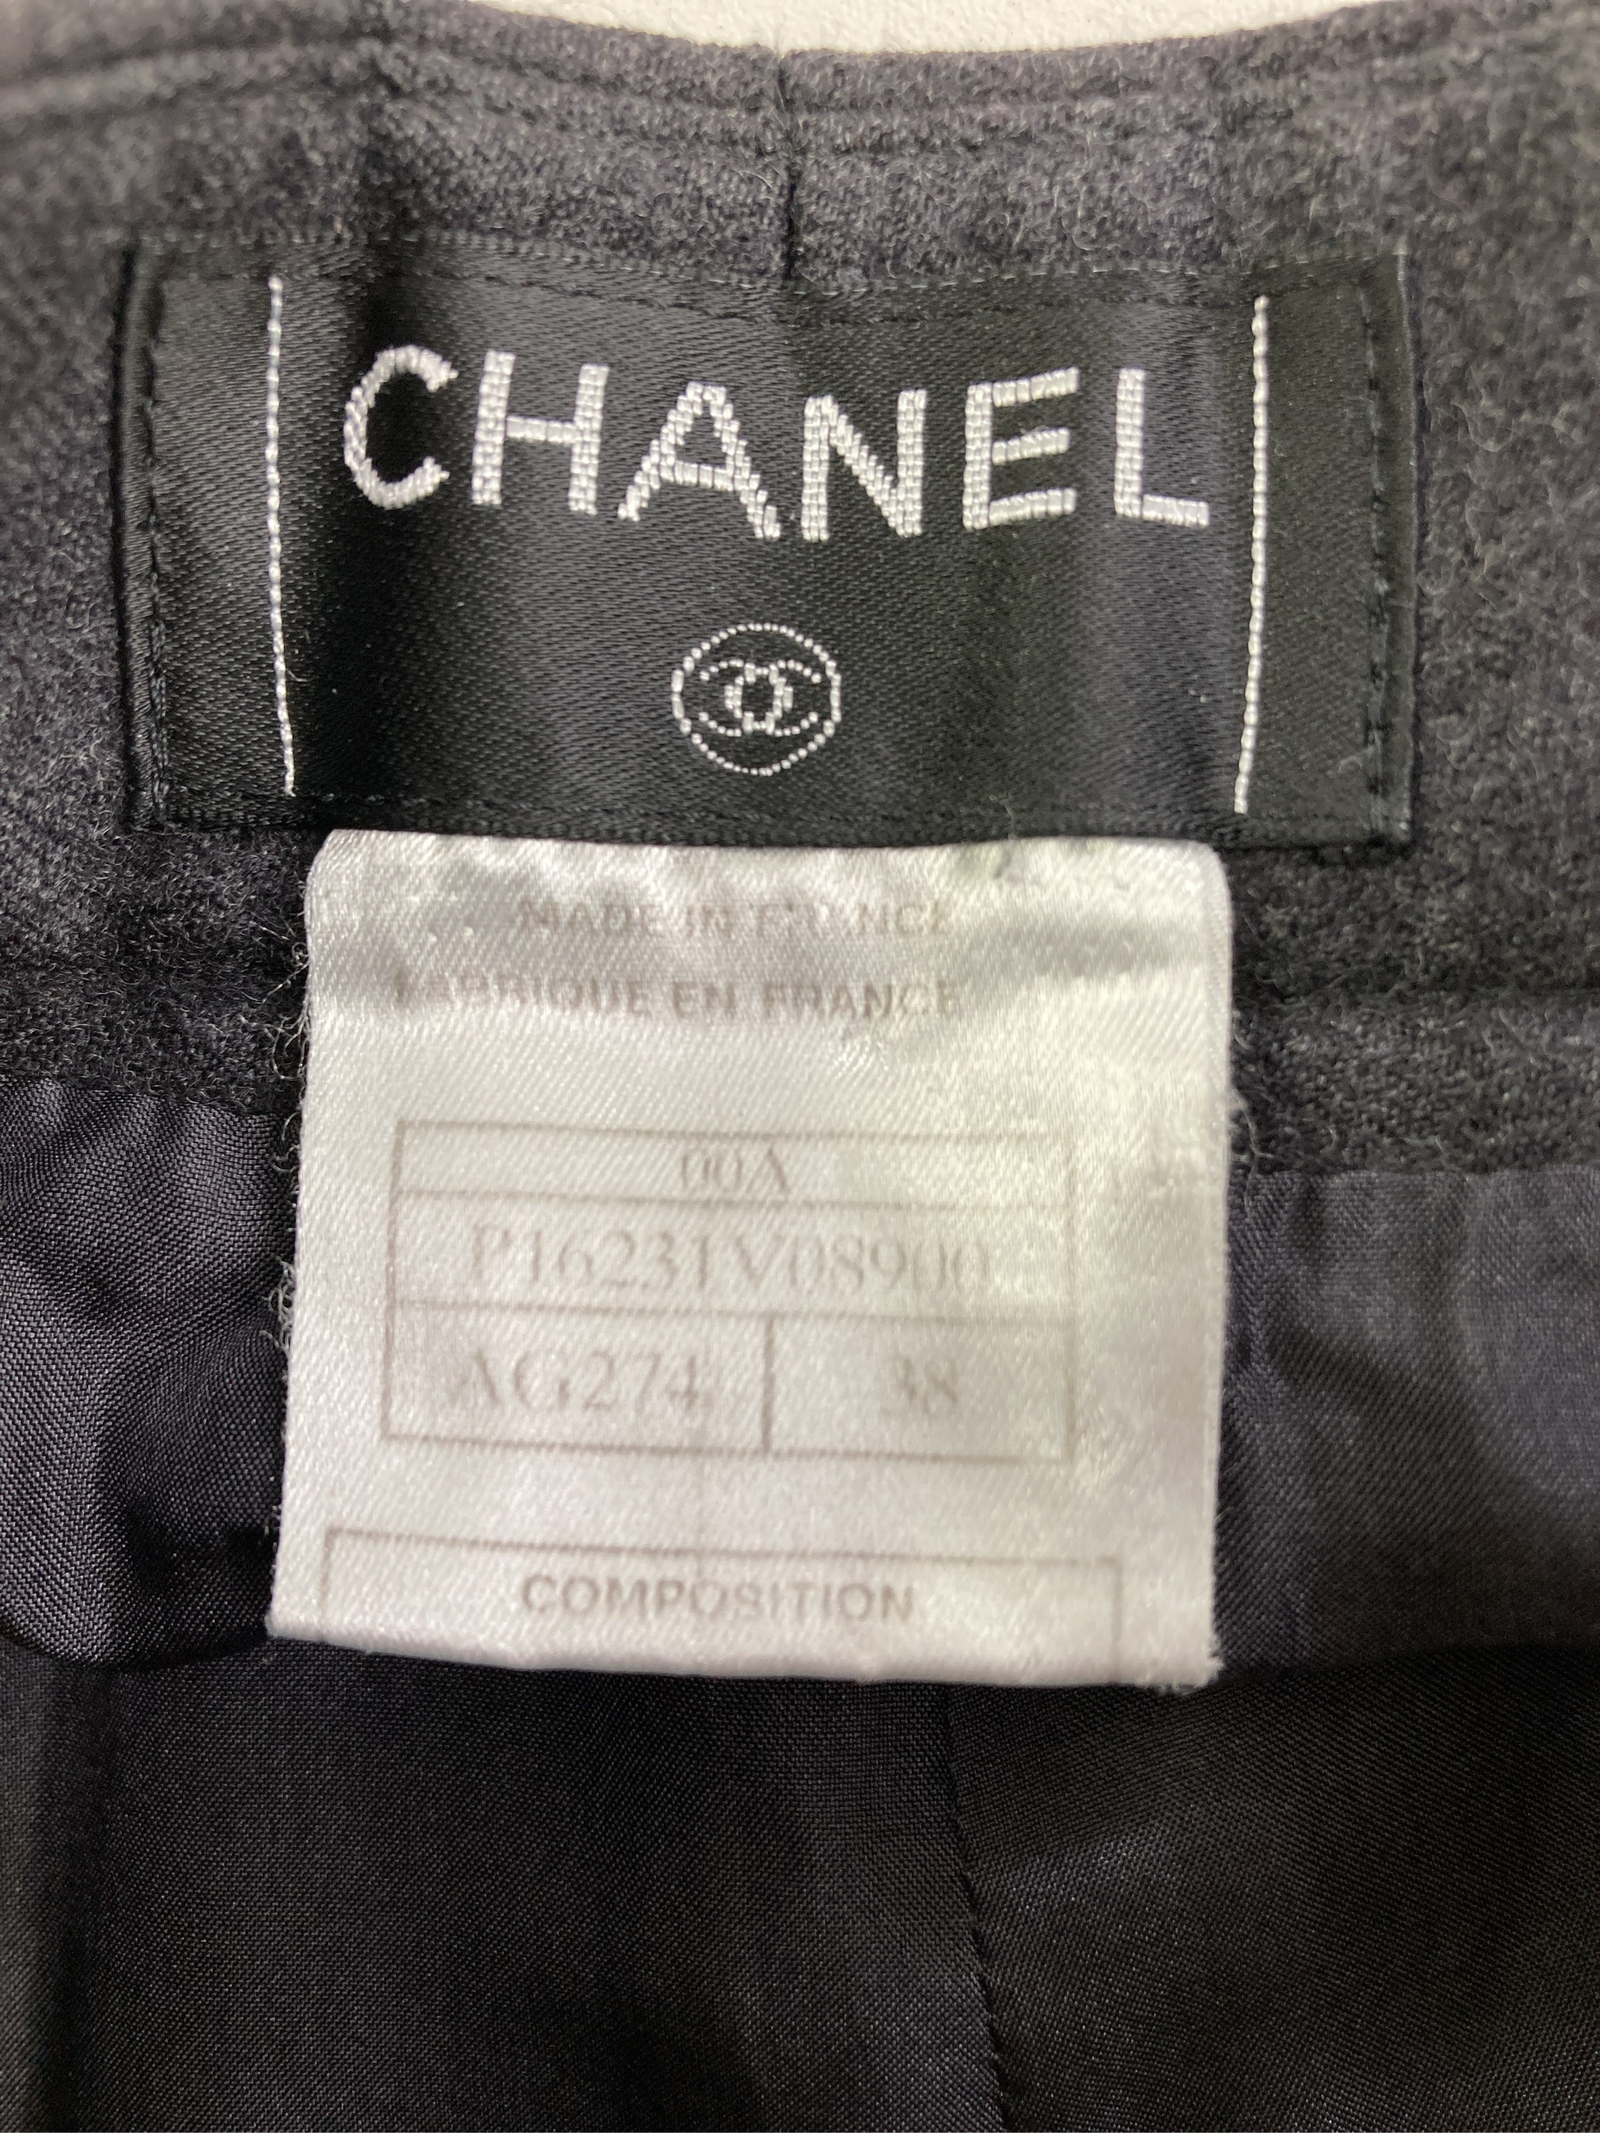 CHANEL
MADE IN FRANCE
FABRIQUE EN FRANCE
00A
P16231V08900
AG274 38
COMPOSITION